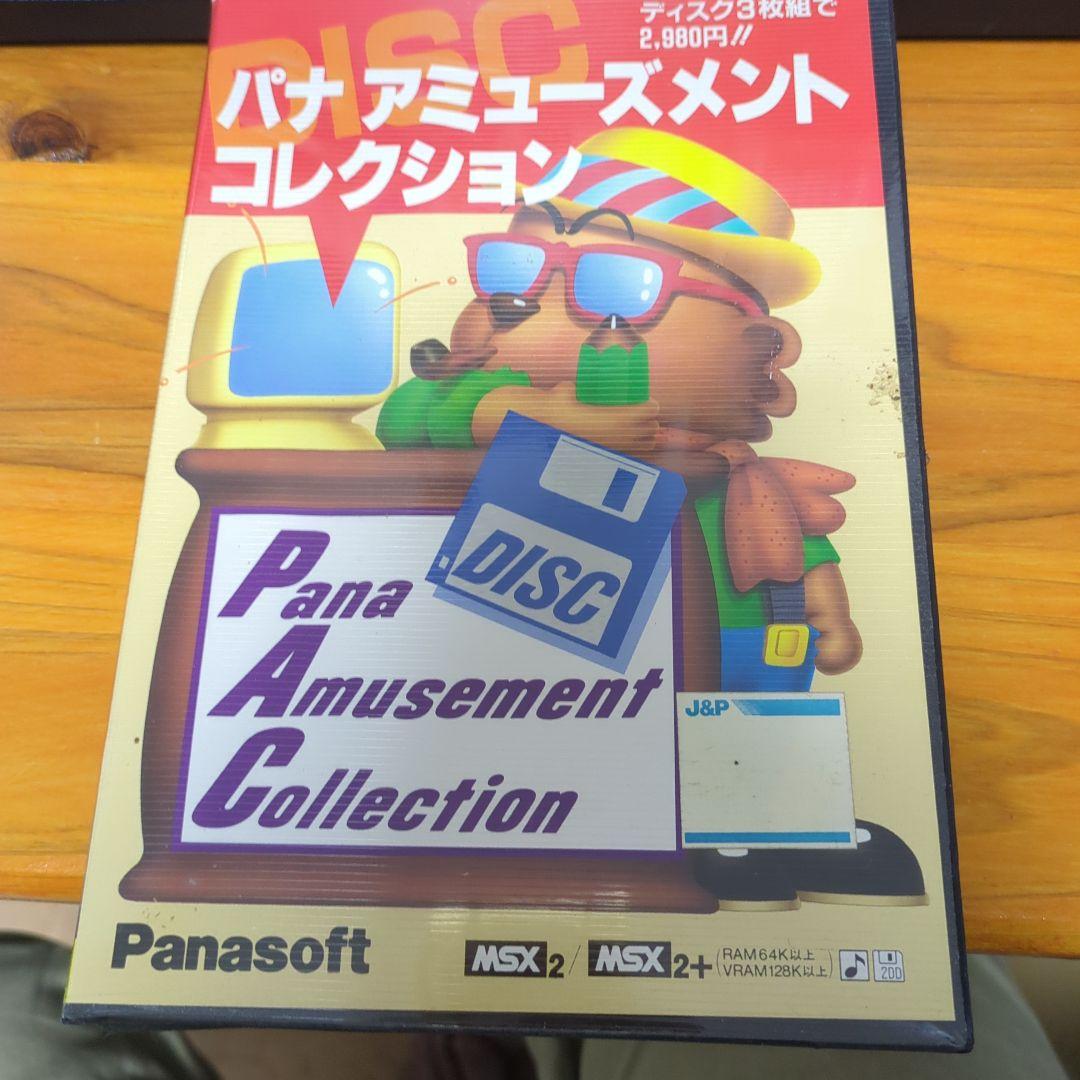 DISC
ディスク3枚組で
2,980円!!
パナ アミューズメント
コレクション
DISC
Pana
Amusement
Collection
J&P
Panasoft
MSX2/MSX2+(RAM64K以上
VRAM128K以上)
2DD